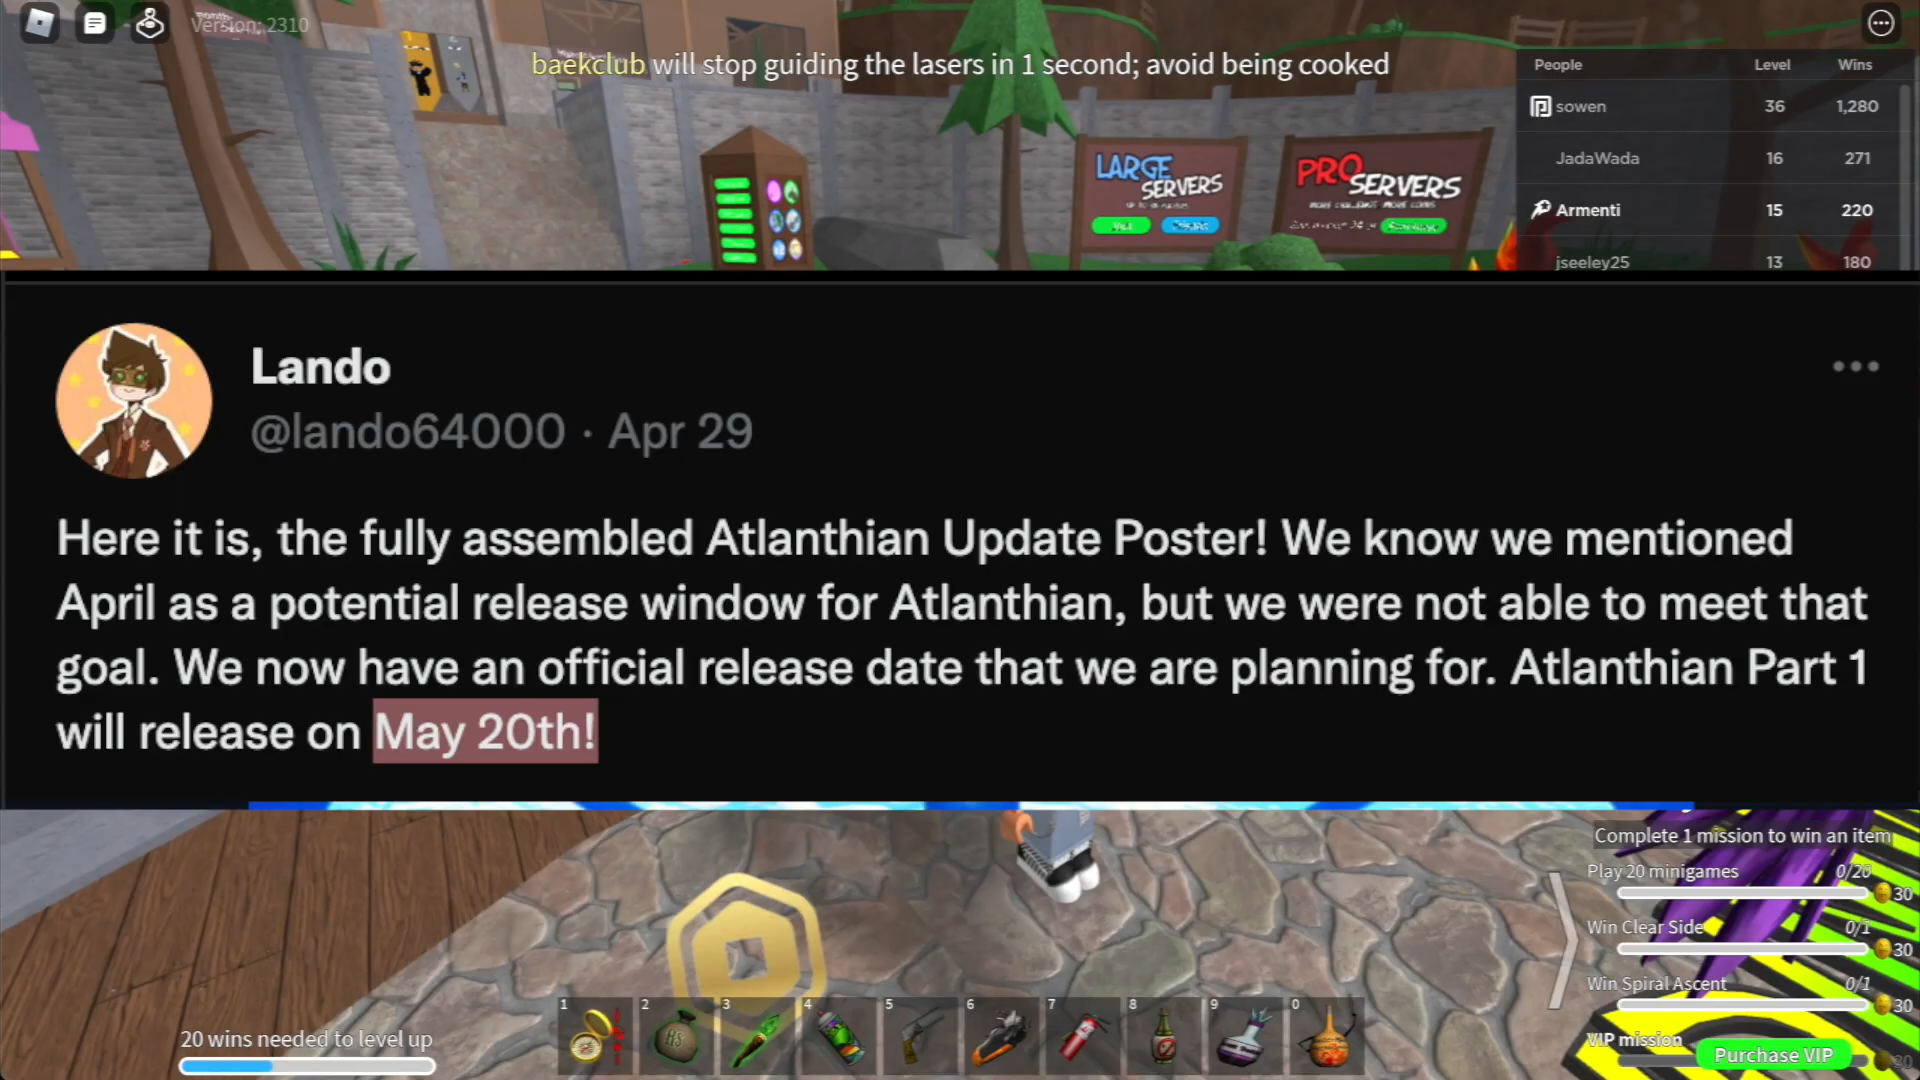 Version: 2310
baekclub will stop guiding the lasers in 1 second; avoid being cooked
People Level Wins
sowen 36 1,280
JadaWada 16 271
Armenti 15 220
jseeley25 13 180
LARGE SERVERS
PRO SERVERS
Lando
@lando64000 · Apr 29
Here it is, the fully assembled Atlanthian Update Poster! We know we mentioned
April as a potential release window for Atlanthian, but we were not able to meet that
goal. We now have an official release date that we are planning for. Atlanthian Part 1
will release on May 20th!
Complete 1 mission to win an item
Play 20 minigames 0/20
30
Win Clear Side 0/1
30
Win Spiral Ascent 0/1
30
VIP mission
Purchase VIP
30
20 wins needed to level up
1 2 3 4 5 6 7 8 9 0